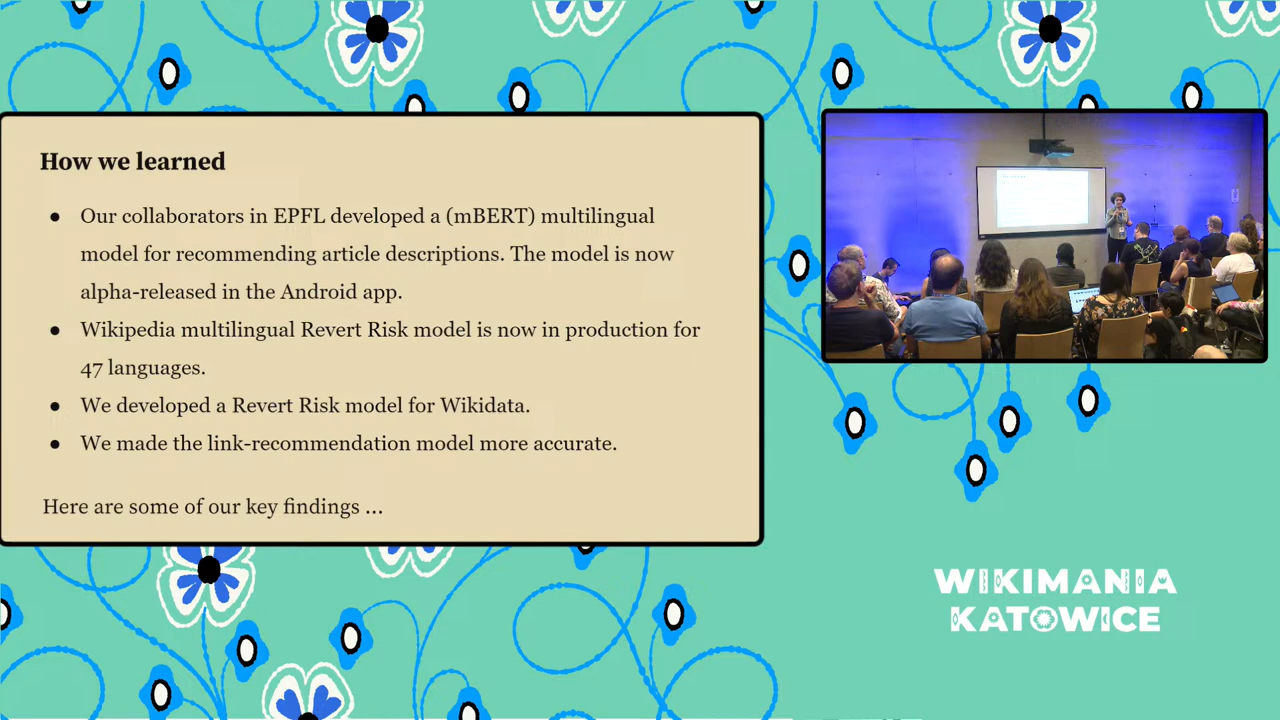 How we learned
● Our collaborators in EPFL developed a (mBERT) multilingual
model for recommending article descriptions. The model is now
alpha-released in the Android app.
● Wikipedia multilingual Revert Risk model is now in production for
47 languages.
● We developed a Revert Risk model for Wikidata.
● We made the link-recommendation model more accurate.
Here are some of our key findings ...
WIKIMANIA
KATOWICE